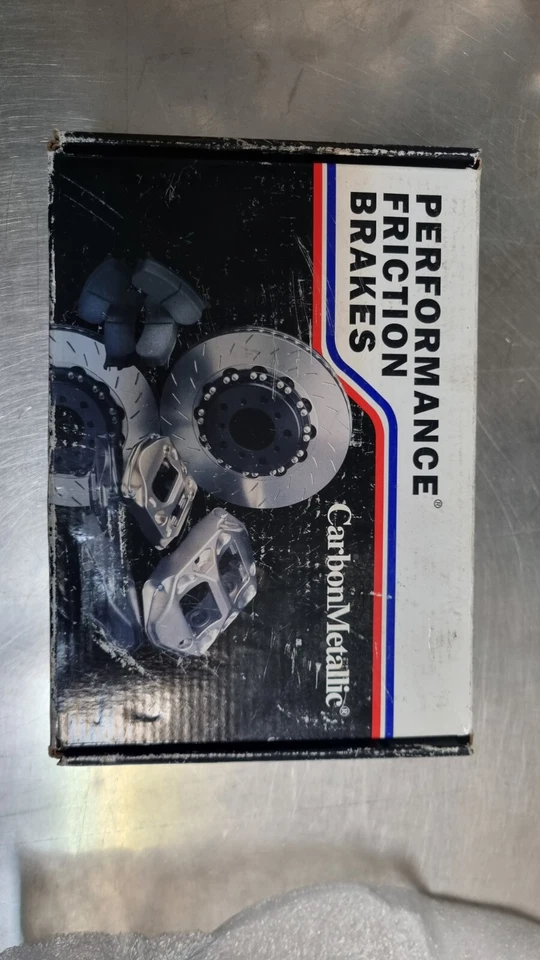 PERFORMANCE®
FRICTION
BRAKES
CarbonMetallic®